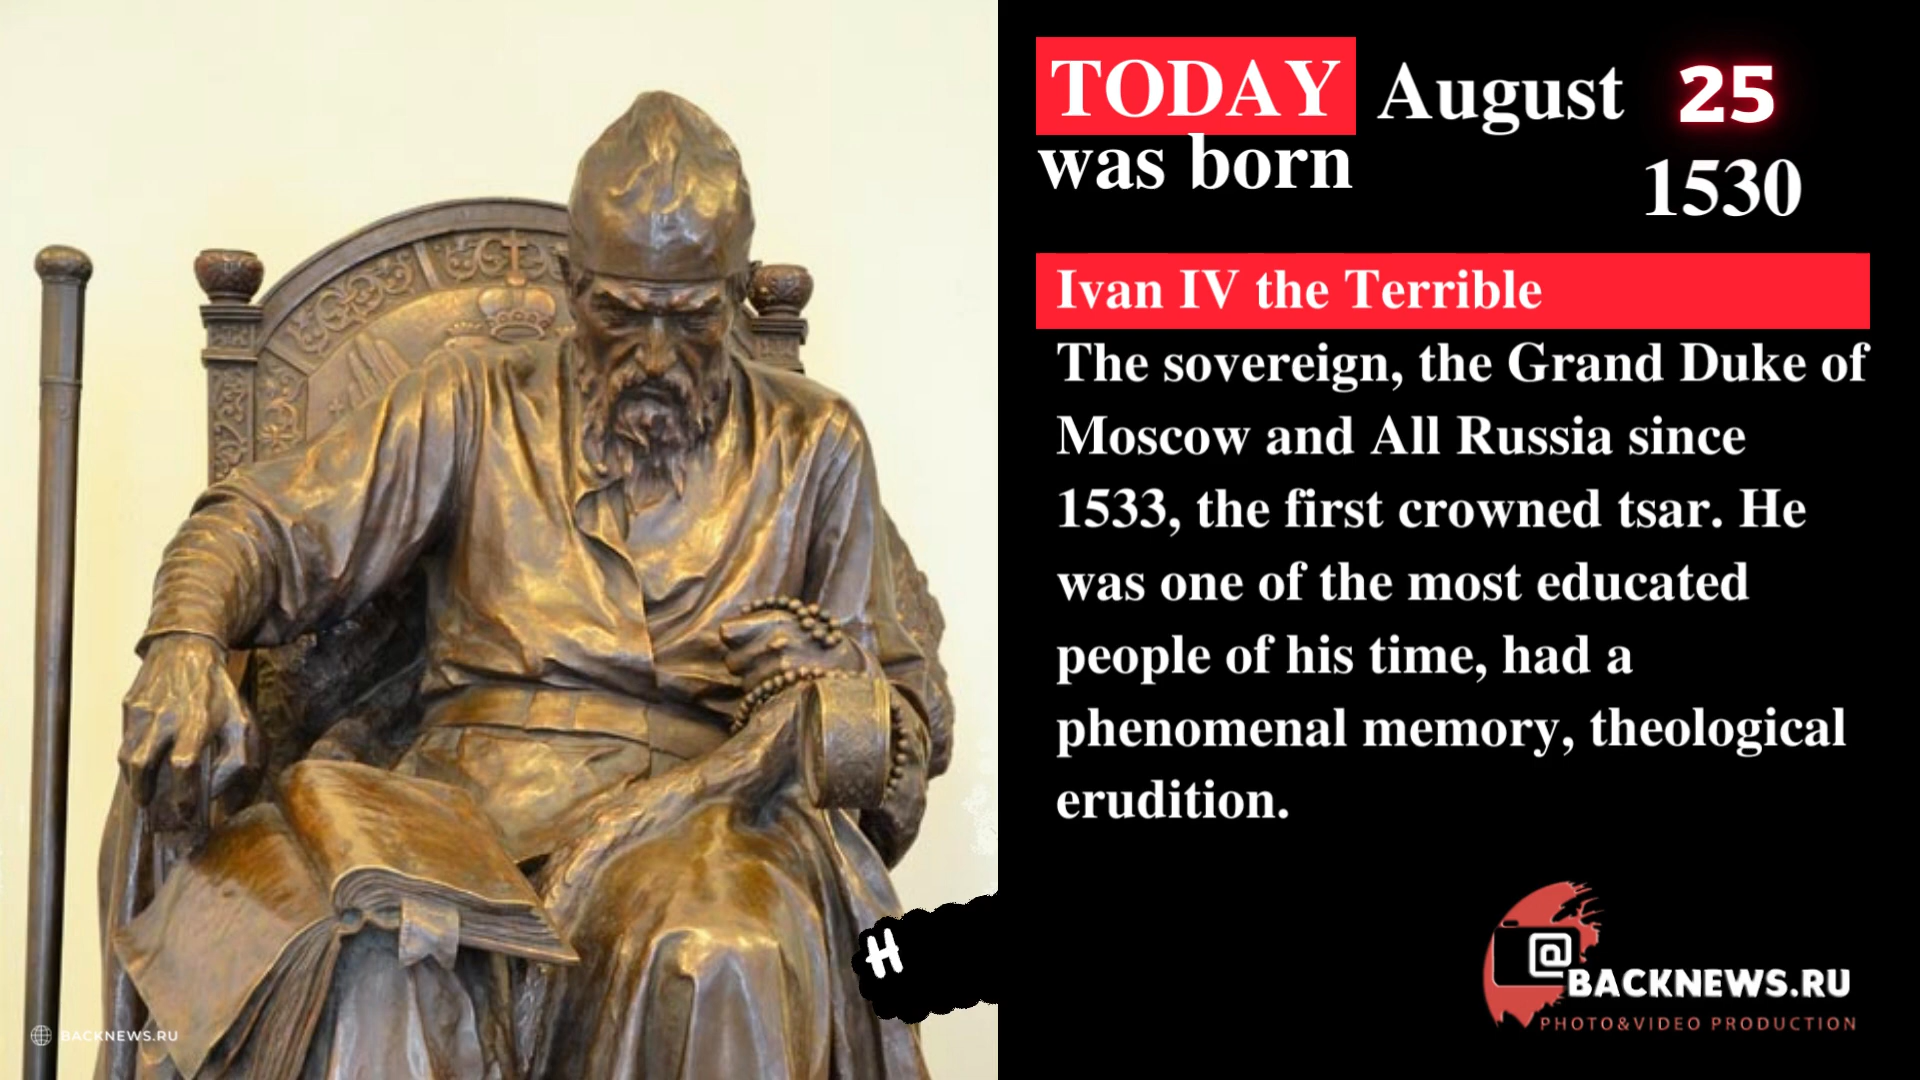 TODAY August 25
was born 1530
Ivan IV the Terrible
The sovereign, the Grand Duke of
Moscow and All Russia since
1533, the first crowned tsar. He
was one of the most educated
people of his time, had a
phenomenal memory, theological
erudition.
H
@BACKNEWS.RU
PHOTO&VIDEO PRODUCTION
BACKNEWS.RU